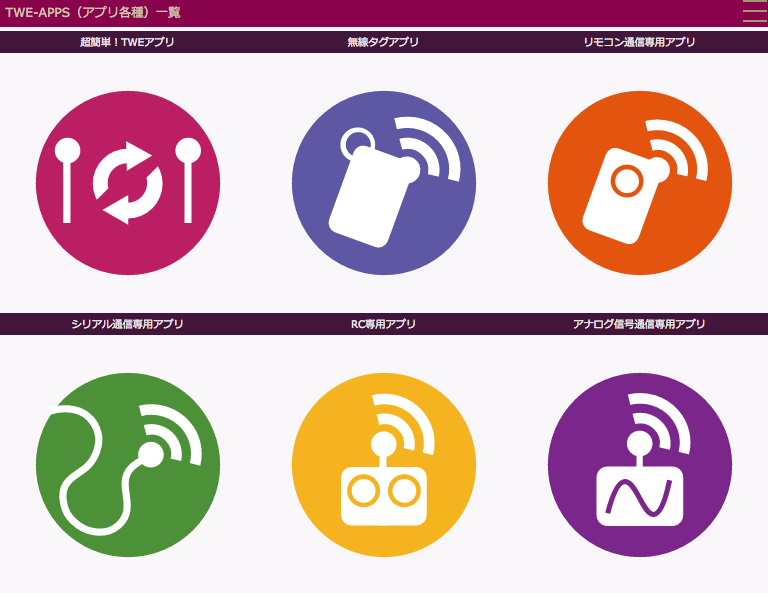 TWE-APPS（アプリ各種）一覧
超簡単！TWEアプリ
無線タグアプリ
リモコン通信専用アプリ
シリアル通信専用アプリ
RC専用アプリ
アナログ信号通信専用アプリ